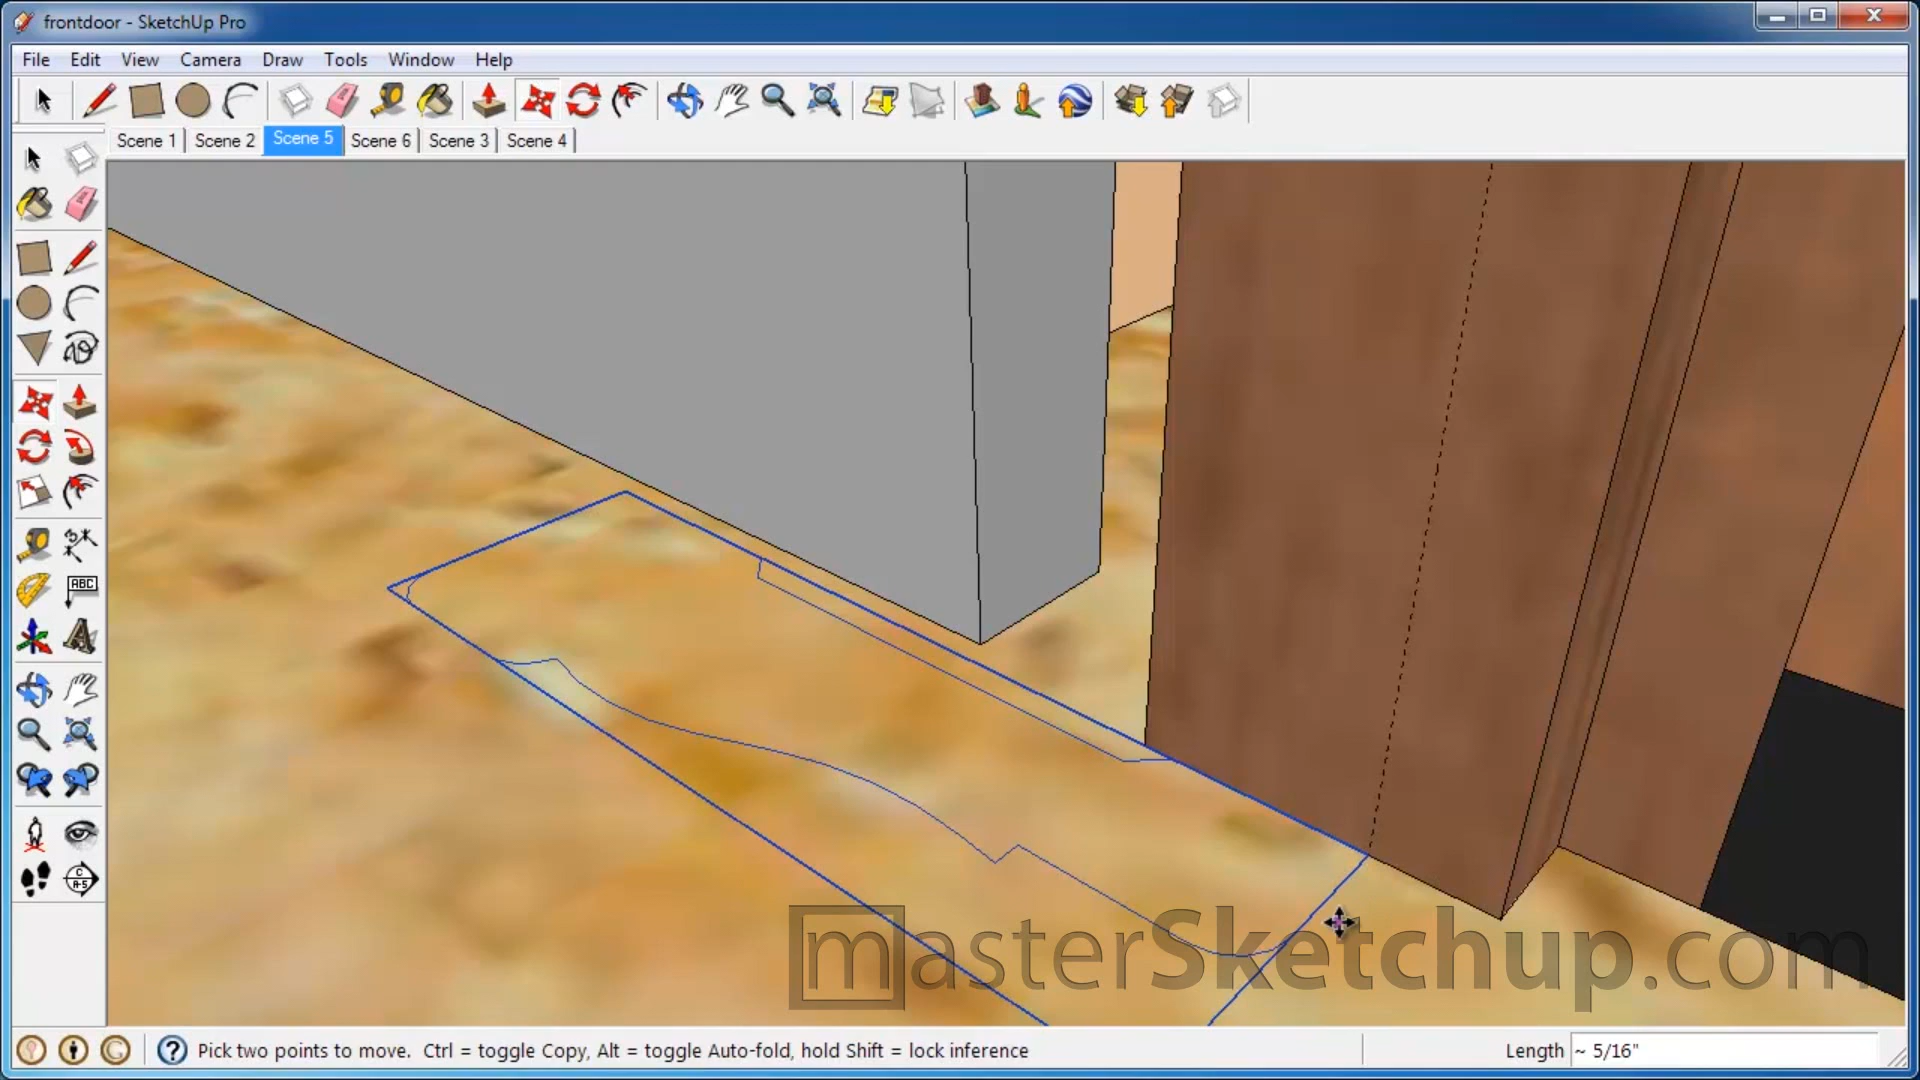 frontdoor - SketchUp Pro
File Edit View Camera Draw Tools Window Help
Scene 1 Scene 2 Scene 5 Scene 6 Scene 3 Scene 4
ABC
masterSketchup.com
Pick two points to move. Ctrl = toggle Copy, Alt = toggle Auto-fold, hold Shift = lock inference
Length ~ 5/16"